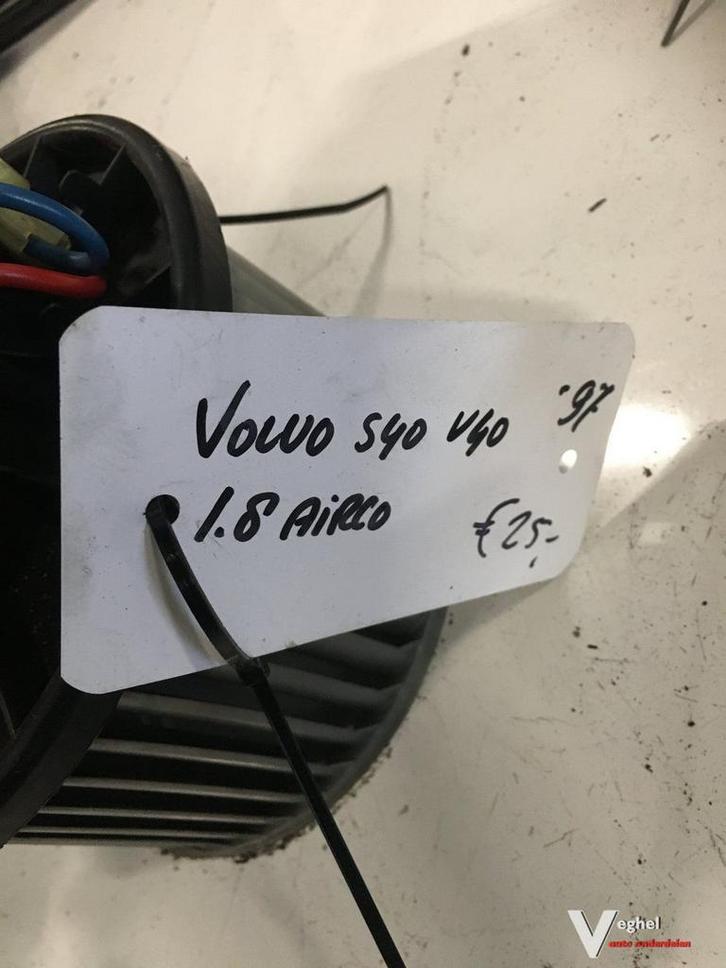 VOLVO S40 V40 '97
1.8 AiRCO €25,-
Veghel
auto onderdelen